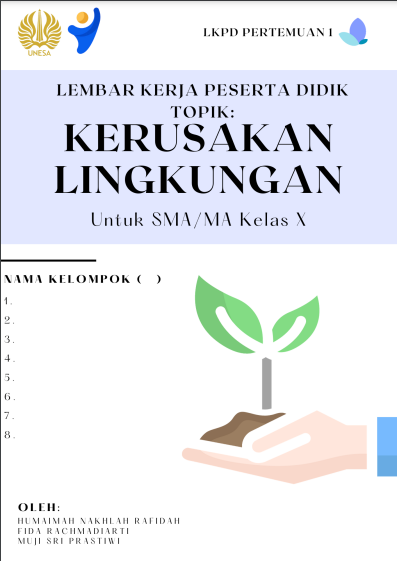 UNESA
LKPD PERTEMUAN 1
LEMBAR KERJA PESERTA DIDIK
TOPIK:
KERUSAKAN
LINGKUNGAN
Untuk SMA/MA Kelas X
NAMA KELOMPOK (   )
1.
2.
3.
4.
5.
6.
7.
8.
OLEH:
HUMAIMAH NAKHLAH RAFIDAH
FIDA RACHMADIARTI
MUJI SRI PRASTIWI